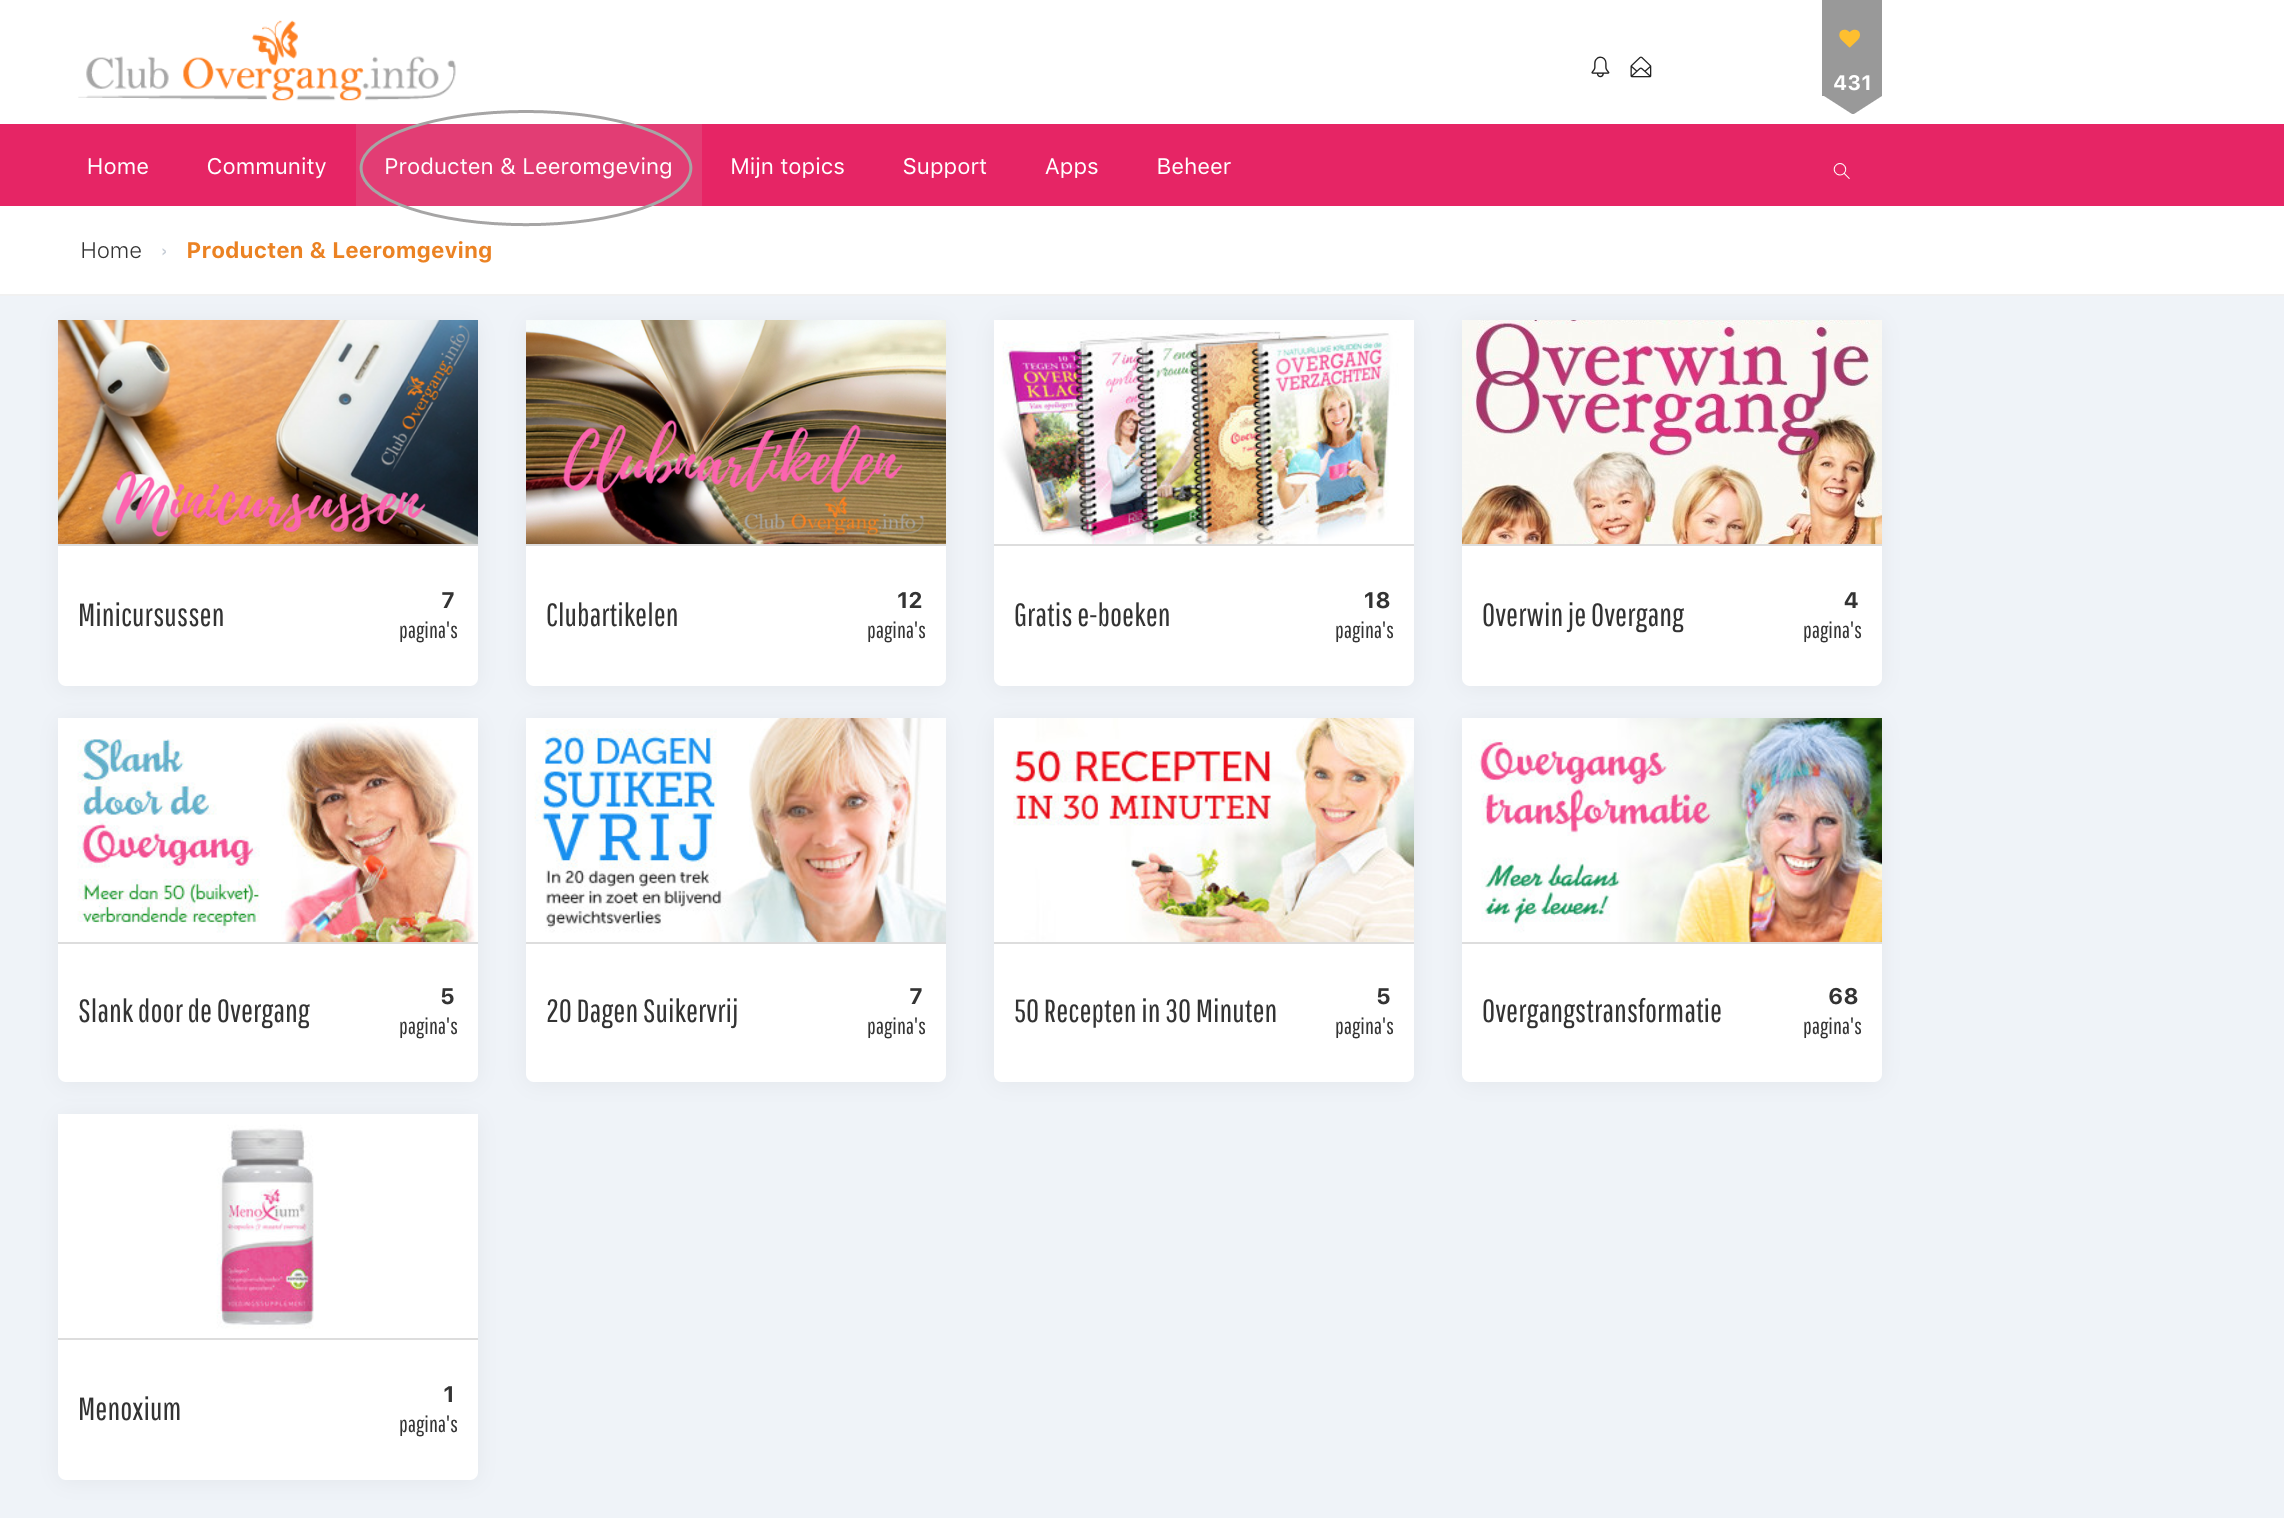 Club Overgang.info
431
Home
Community
Producten & Leeromgeving
Mijn topics
Support
Apps
Beheer
Home › Producten & Leeromgeving
Club Overgang.info
Minicursussen
Minicursussen
7
pagina's
Clubnartikelen
Club Overgang.info
Clubartikelen
12
pagina's
TEGEN DE
7 NATUURLIJKE KRUIDEN die de
OVERGANG
VERZACHTEN
Gratis e-boeken
18
pagina's
Overwin je
Overgang
Overwin je Overgang
4
pagina's
Slank
door de
Overgang
Meer dan 50 (buikvet)-
verbrandende recepten
Slank door de Overgang
5
pagina's
20 DAGEN
SUIKER
VRIJ
In 20 dagen geen trek
meer in zoet en blijvend
gewichtsverlies
20 Dagen Suikervrij
7
pagina's
50 RECEPTEN
IN 30 MINUTEN
50 Recepten in 30 Minuten
5
pagina's
Overgangs
transformatie
Meer balans
in je leven!
Overgangstransformatie
68
pagina's
MenoXium®
VOEDINGSSUPPLEMENT
Menoxium
1
pagina's